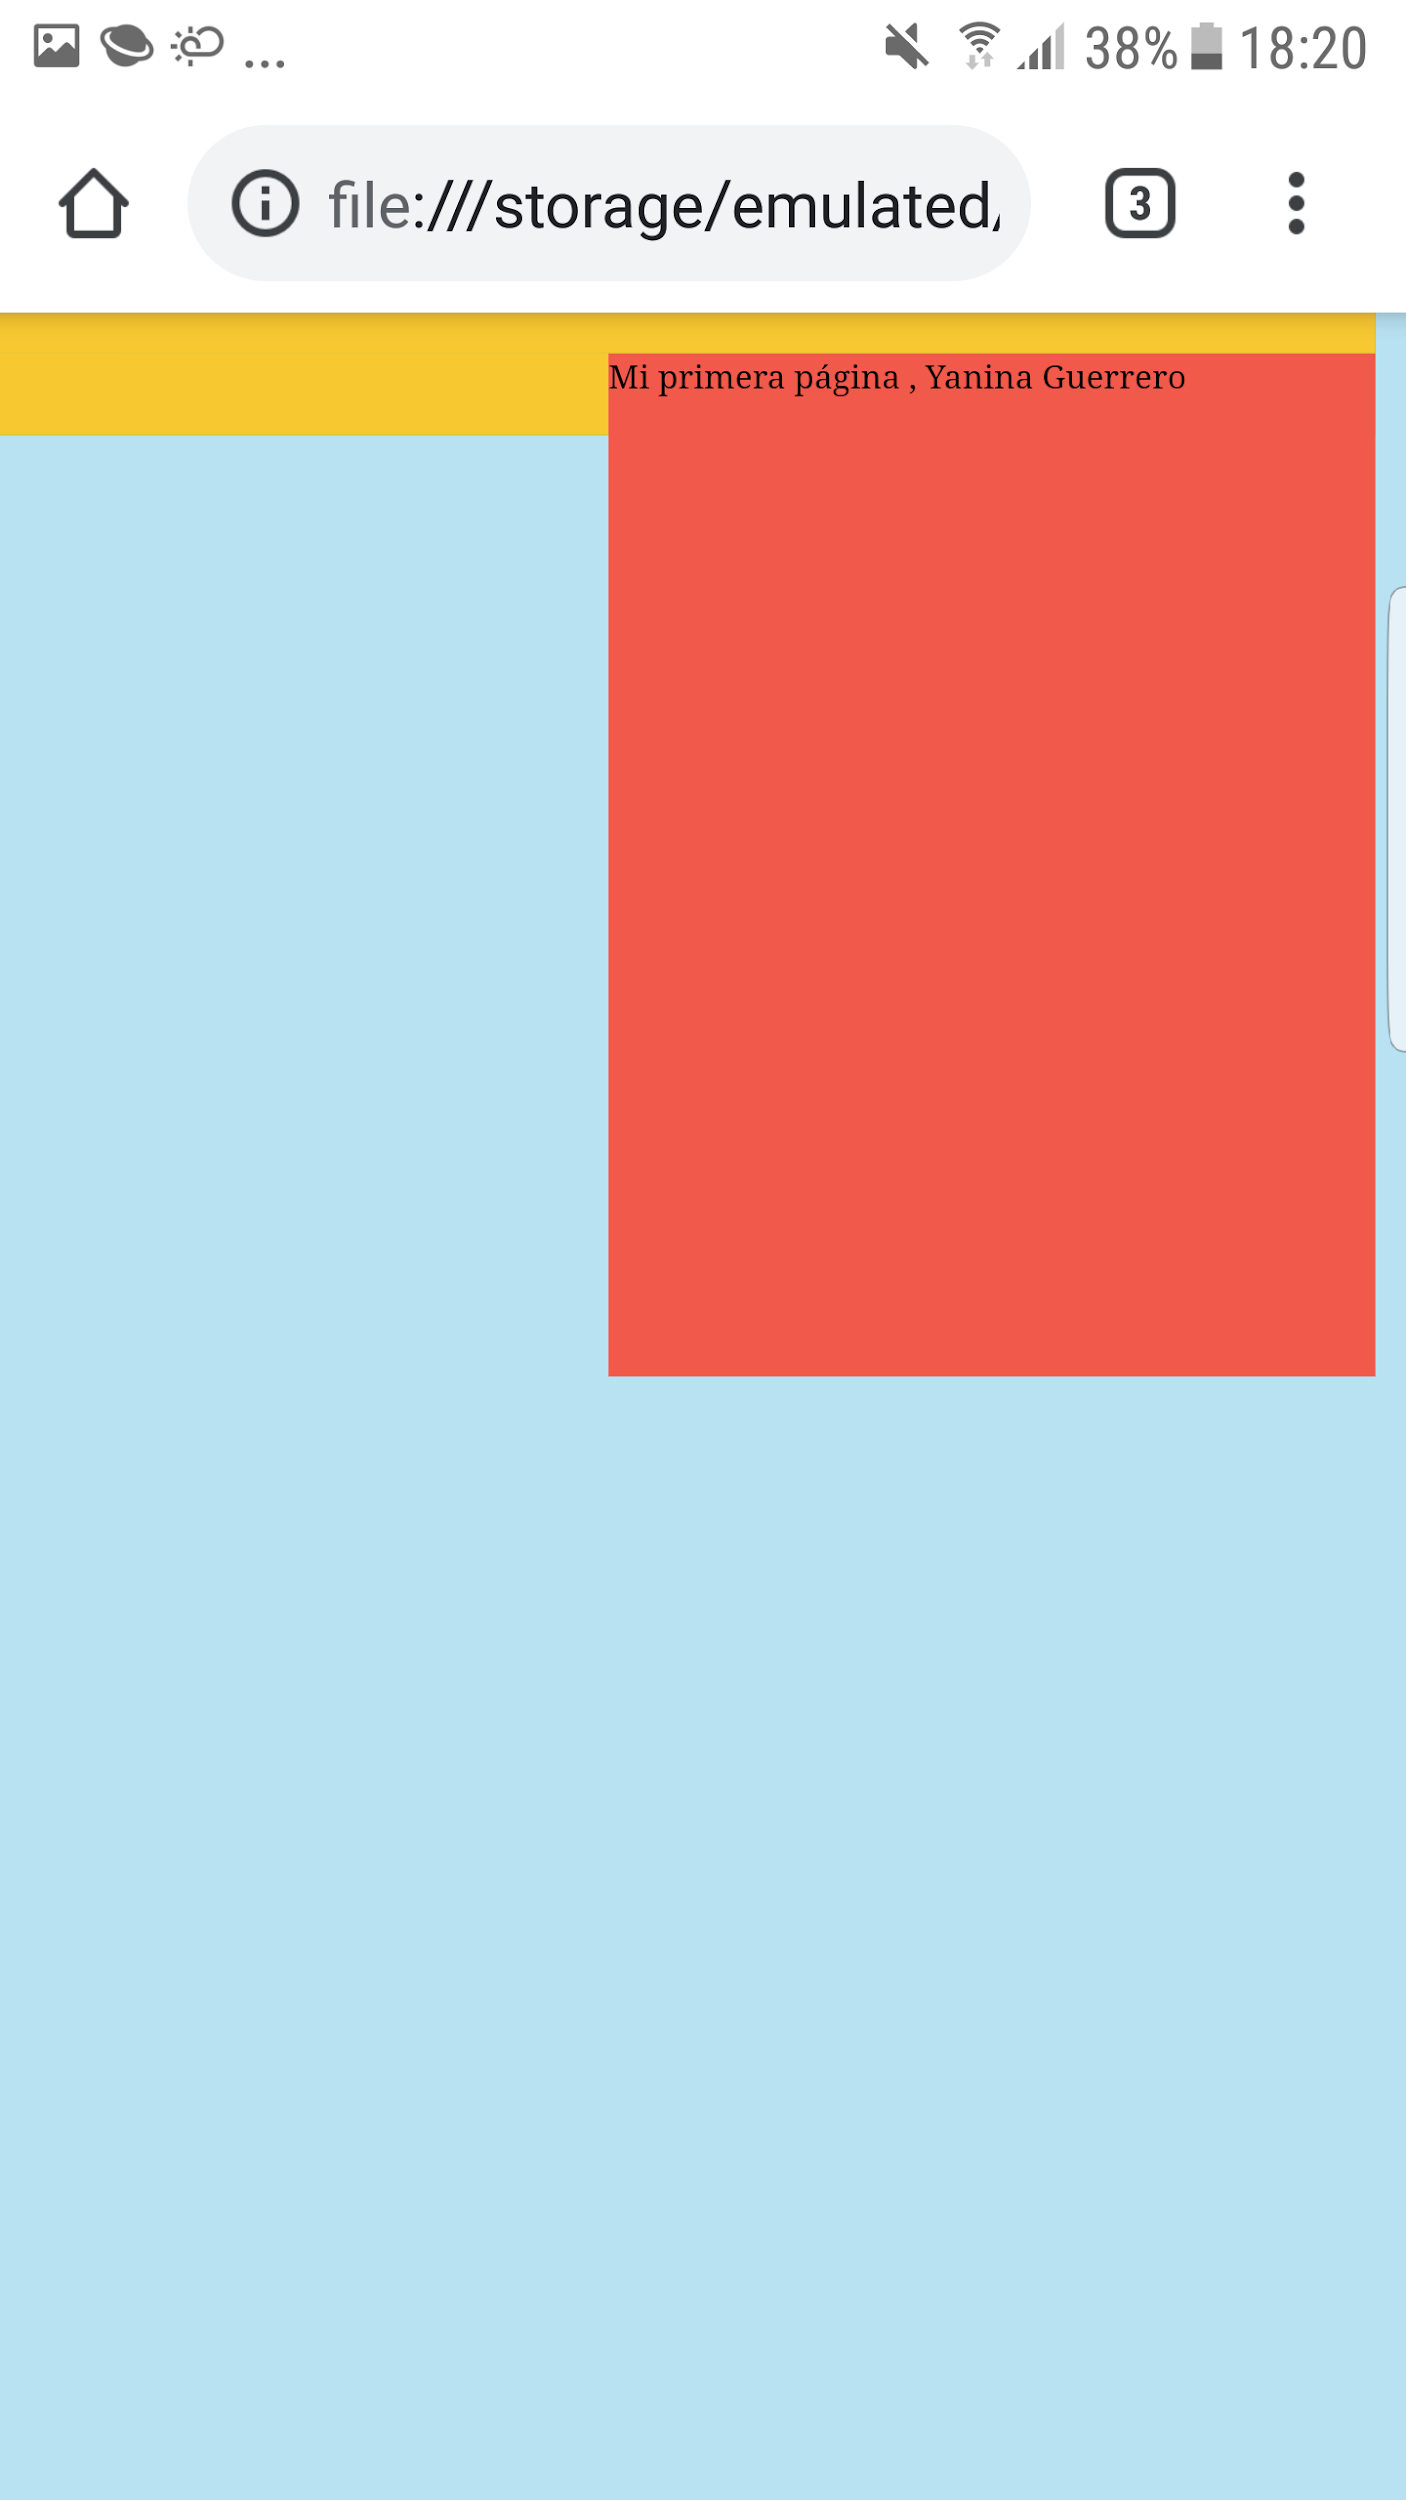 38% 18:20
file:///storage/emulated/ 3
Mi primera página , Yanina Guerrero